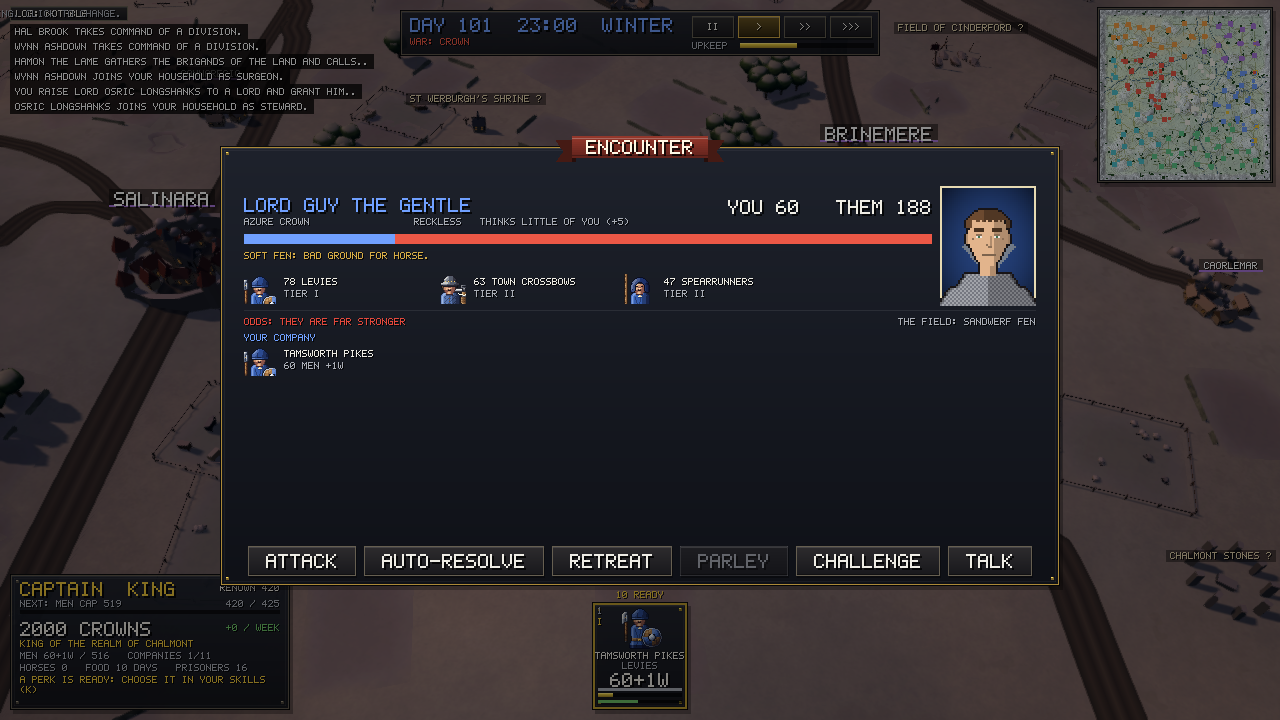 HAL BROOK TAKES COMMAND OF A DIVISION.
WYNN ASHDOWN TAKES COMMAND OF A DIVISION.
HAMON THE LAME GATHERS THE BRIGANDS OF THE LAND AND CALLS..
WYNN ASHDOWN JOINS YOUR HOUSEHOLD AS SURGEON.
YOU RAISE LORD OSRIC LONGSHANKS TO A LORD AND GRANT HIM..
OSRIC LONGSHANKS JOINS YOUR HOUSEHOLD AS STEWARD.
DAY 101 23:00 WINTER
WAR: CROWN
II > >> >>>
UPKEEP
FIELD OF CINDERFORD ?
ST WERBURGH'S SHRINE ?
BRINEMERE
SALINARA
CAORLEMAR
CHALMONT STONES ?
ENCOUNTER
LORD GUY THE GENTLE
YOU 60 THEM 188
AZURE CROWN RECKLESS THINKS LITTLE OF YOU (+5)
SOFT FEN: BAD GROUND FOR HORSE.
78 LEVIES
TIER I
63 TOWN CROSSBOWS
TIER II
47 SPEARRUNNERS
TIER II
ODDS: THEY ARE FAR STRONGER
THE FIELD: SANDWERF FEN
YOUR COMPANY
TAMSWORTH PIKES
60 MEN +1W
ATTACK
AUTO-RESOLVE
RETREAT
PARLEY
CHALLENGE
TALK
CAPTAIN KING
RENOWN 420
NEXT: MEN CAP 519
420 / 425
2000 CROWNS
+0 / WEEK
KING OF THE REALM OF CHALMONT
MEN 60+1W / 516 COMPANIES 1/11
HORSES 0 FOOD 10 DAYS PRISONERS 16
A PERK IS READY: CHOOSE IT IN YOUR SKILLS
(K)
10 READY
1
I
TAMSWORTH PIKES
LEVIES
60+1W